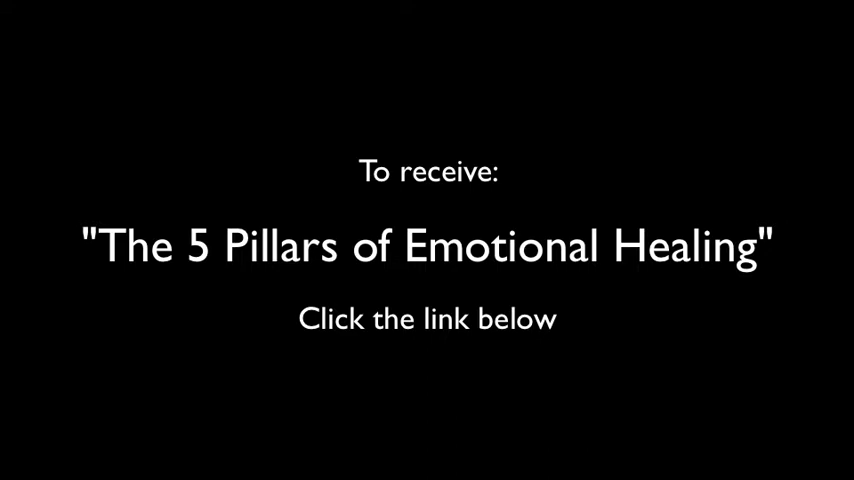 To receive:
"The 5 Pillars of Emotional Healing"
Click the link below